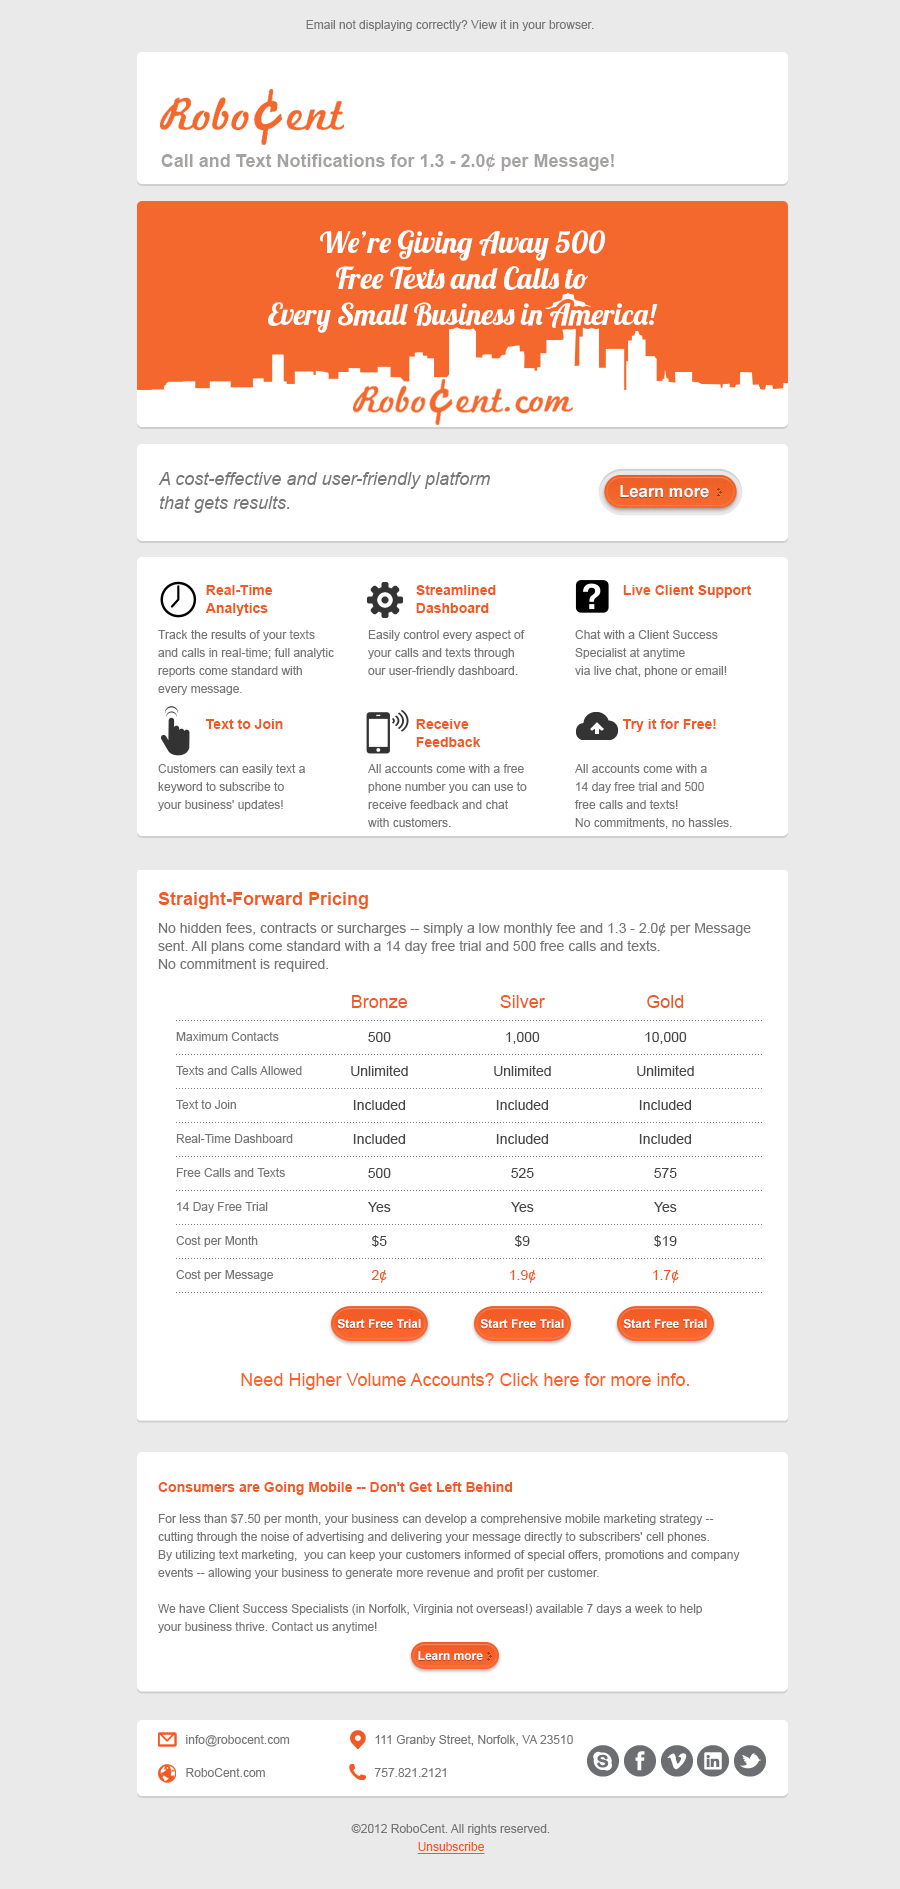 Email not displaying correctly? View it in your browser.
Robo¢ent
Call and Text Notifications for 1.3 - 2.0¢ per Message!
We're Giving Away 500
Free Texts and Calls to
Every Small Business in America!
Robo¢ent.com
A cost-effective and user-friendly platform
that gets results.
Learn more
Real-Time
Analytics
Track the results of your texts
and calls in real-time; full analytic
reports come standard with
every message.
Streamlined
Dashboard
Easily control every aspect of
your calls and texts through
our user-friendly dashboard.
?
Live Client Support
Chat with a Client Success
Specialist at anytime
via live chat, phone or email!
Text to Join
Customers can easily text a
keyword to subscribe to
your business' updates!
Receive
Feedback
All accounts come with a free
phone number you can use to
receive feedback and chat
with customers.
Try it for Free!
All accounts come with a
14 day free trial and 500
free calls and texts!
No commitments, no hassles.
Straight-Forward Pricing
No hidden fees, contracts or surcharges -- simply a low monthly fee and 1.3 - 2.0¢ per Message
sent. All plans come standard with a 14 day free trial and 500 free calls and texts.
No commitment is required.
Bronze Silver Gold
Maximum Contacts 500 1,000 10,000
Texts and Calls Allowed Unlimited Unlimited Unlimited
Text to Join Included Included Included
Real-Time Dashboard Included Included Included
Free Calls and Texts 500 525 575
14 Day Free Trial Yes Yes Yes
Cost per Month $5 $9 $19
Cost per Message 2¢ 1.9¢ 1.7¢
Start Free Trial Start Free Trial Start Free Trial
Need Higher Volume Accounts? Click here for more info.
Consumers are Going Mobile -- Don't Get Left Behind
For less than $7.50 per month, your business can develop a comprehensive mobile marketing strategy --
cutting through the noise of advertising and delivering your message directly to subscribers' cell phones.
By utilizing text marketing, you can keep your customers informed of special offers, promotions and company
events -- allowing your business to generate more revenue and profit per customer.
We have Client Success Specialists (in Norfolk, Virginia not overseas!) available 7 days a week to help
your business thrive. Contact us anytime!
Learn more
info@robocent.com
111 Granby Street, Norfolk, VA 23510
RoboCent.com
757.821.2121
©2012 RoboCent. All rights reserved.
Unsubscribe